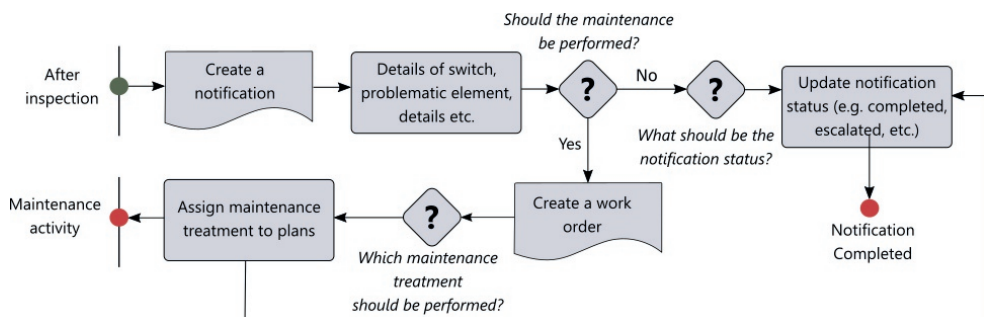 Should the maintenance
be performed?
After
inspection
Create a
notification
Details of switch,
problematic element,
details etc.
?
No
?
Update notification
status (e.g. completed,
escalated, etc.)
Yes
What should be the
notification status?
Maintenance
activity
Assign maintenance
treatment to plans
?
Create a work
order
Which maintenance
treatment
should be performed?
Notification
Completed